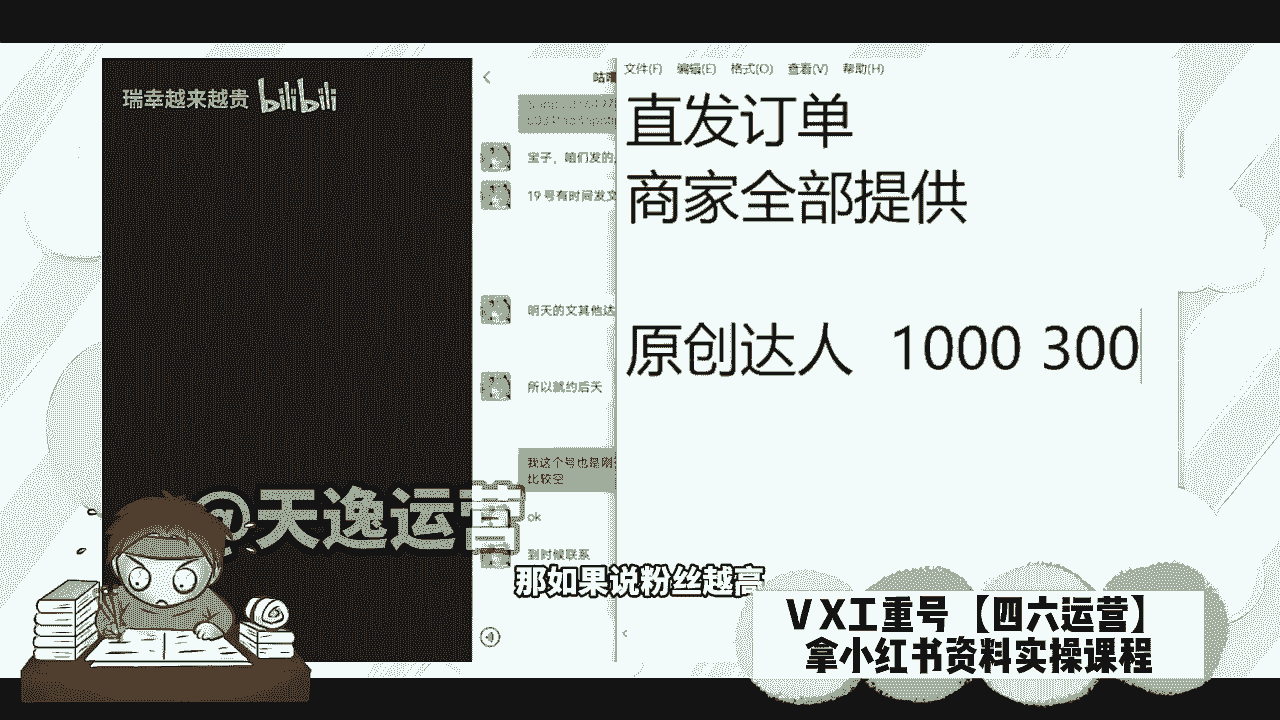 瑞幸越来越贵 bilibili
宝子，咱们发的
19号有时间发文
明天的文其他达
所以就约后天
我这个号也是刚
比较空
ok
到时候联系
文件(F) 编辑(E) 格式(O) 查看(V) 帮助(H)
直发订单
商家全部提供
原创达人 1000 300
@天逸运营
那如果说粉丝越高
VX工重号【四六运营】
拿小红书资料实操课程